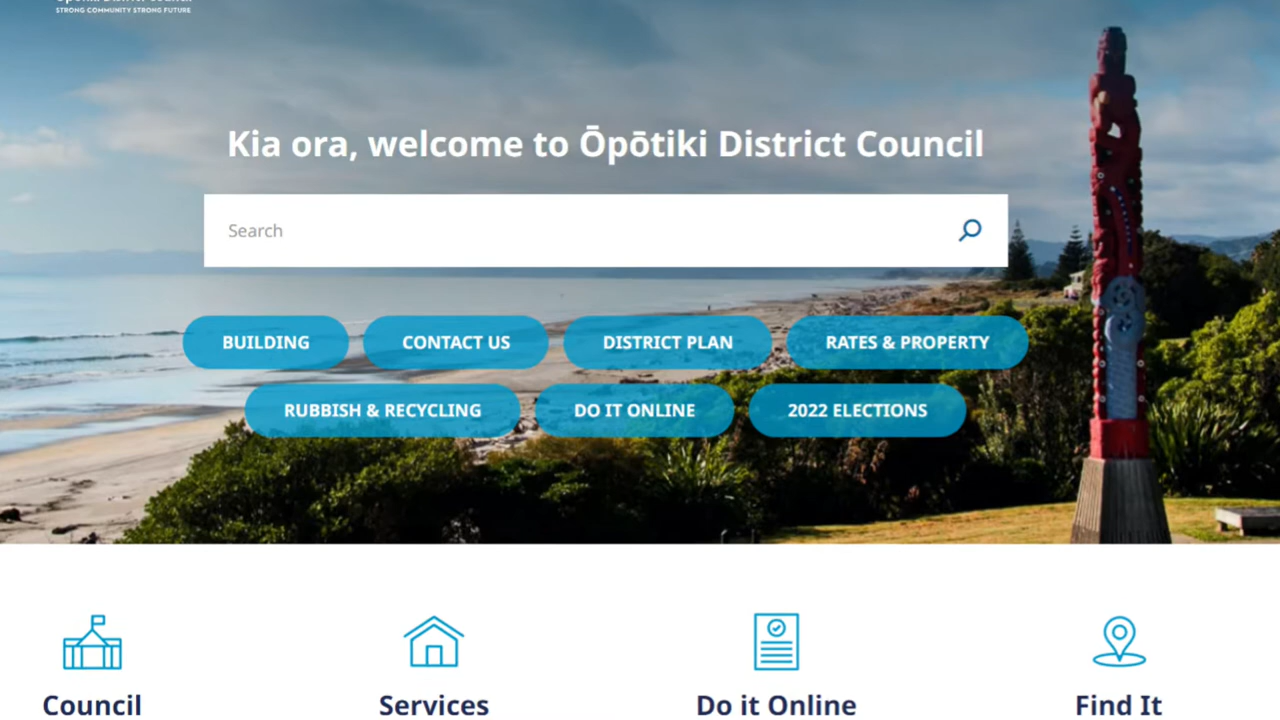 STRONG COMMUNITY STRONG FUTURE
Kia ora, welcome to Ōpōtiki District Council
Search
BUILDING
CONTACT US
DISTRICT PLAN
RATES & PROPERTY
RUBBISH & RECYCLING
DO IT ONLINE
2022 ELECTIONS
Council
Services
Do it Online
Find It